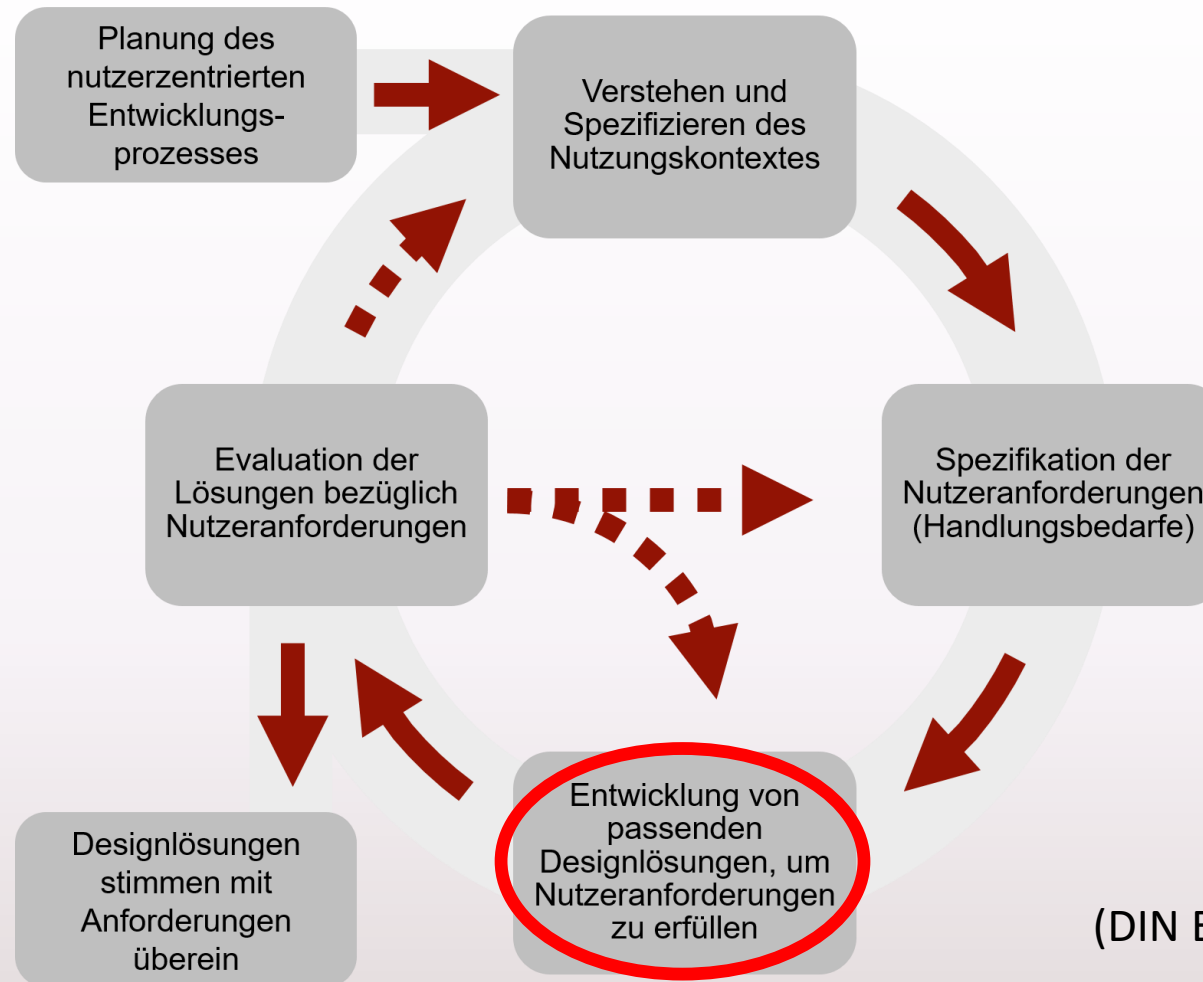 Planung des
nutzerzentrierten
Entwicklungs-
prozesses
Verstehen und
Spezifizieren des
Nutzungskontextes
Evaluation der
Lösungen bezüglich
Nutzeranforderungen
Spezifikation der
Nutzeranforderungen
(Handlungsbedarfe)
Entwicklung von
passenden
Designlösungen, um
Nutzeranforderungen
zu erfüllen
Designlösungen
stimmen mit
Anforderungen
überein
(DIN